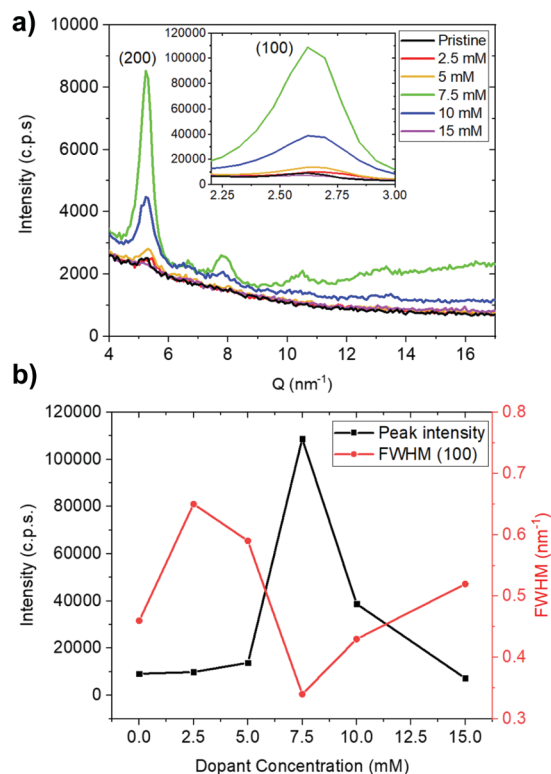 a)
(200)
(100)
Pristine
2.5 mM
5 mM
7.5 mM
10 mM
15 mM
120000
100000
80000
60000
40000
20000
0
2.25 2.50 2.75 3.00
10000
8000
6000
4000
2000
0
Intensity (c.p.s)
4 6 8 10 12 14 16
Q (nm⁻¹)
b)
Peak intensity
FWHM (100)
120000
100000
80000
60000
40000
20000
0
Intensity (c.p.s.)
0.8
0.7
0.6
0.5
0.4
0.3
FWHM (nm⁻¹)
0.0 2.5 5.0 7.5 10.0 12.5 15.0
Dopant Concentration (mM)